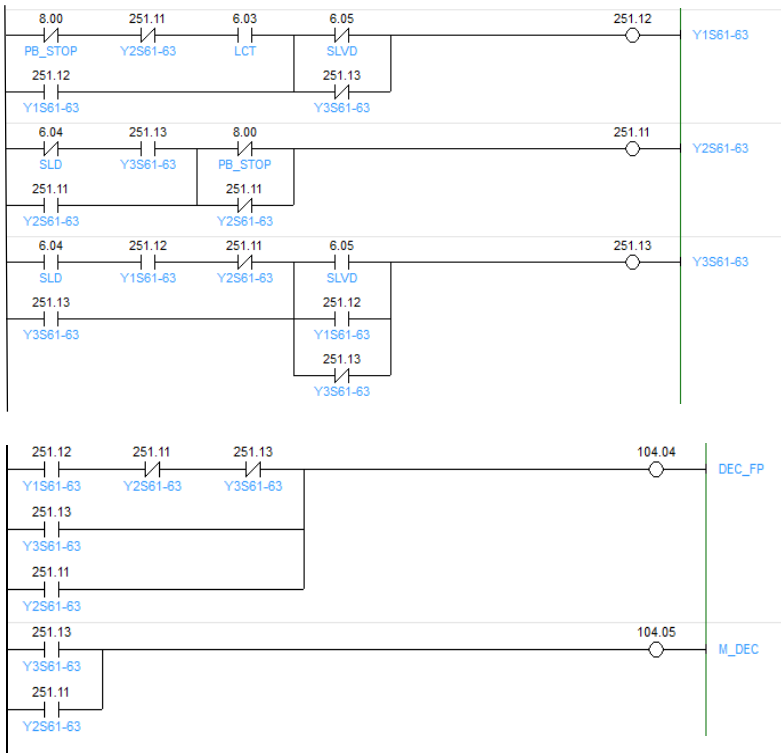 8.00 251.11 6.03 6.05 251.12
PB_STOP Y2S61-63 LCT SLVD Y1S61-63
251.12 251.13
Y1S61-63 Y3S61-63
6.04 251.13 8.00 251.11
SLD Y3S61-63 PB_STOP Y2S61-63
251.11 251.11
Y2S61-63 Y2S61-63
6.04 251.12 251.11 6.05 251.13
SLD Y1S61-63 Y2S61-63 SLVD Y3S61-63
251.13 251.12
Y3S61-63 Y1S61-63
251.13
Y3S61-63
251.12 251.11 251.13 104.04
Y1S61-63 Y2S61-63 Y3S61-63 DEC_FP
251.13
Y3S61-63
251.11
Y2S61-63
251.13 104.05
Y3S61-63 M_DEC
251.11
Y2S61-63